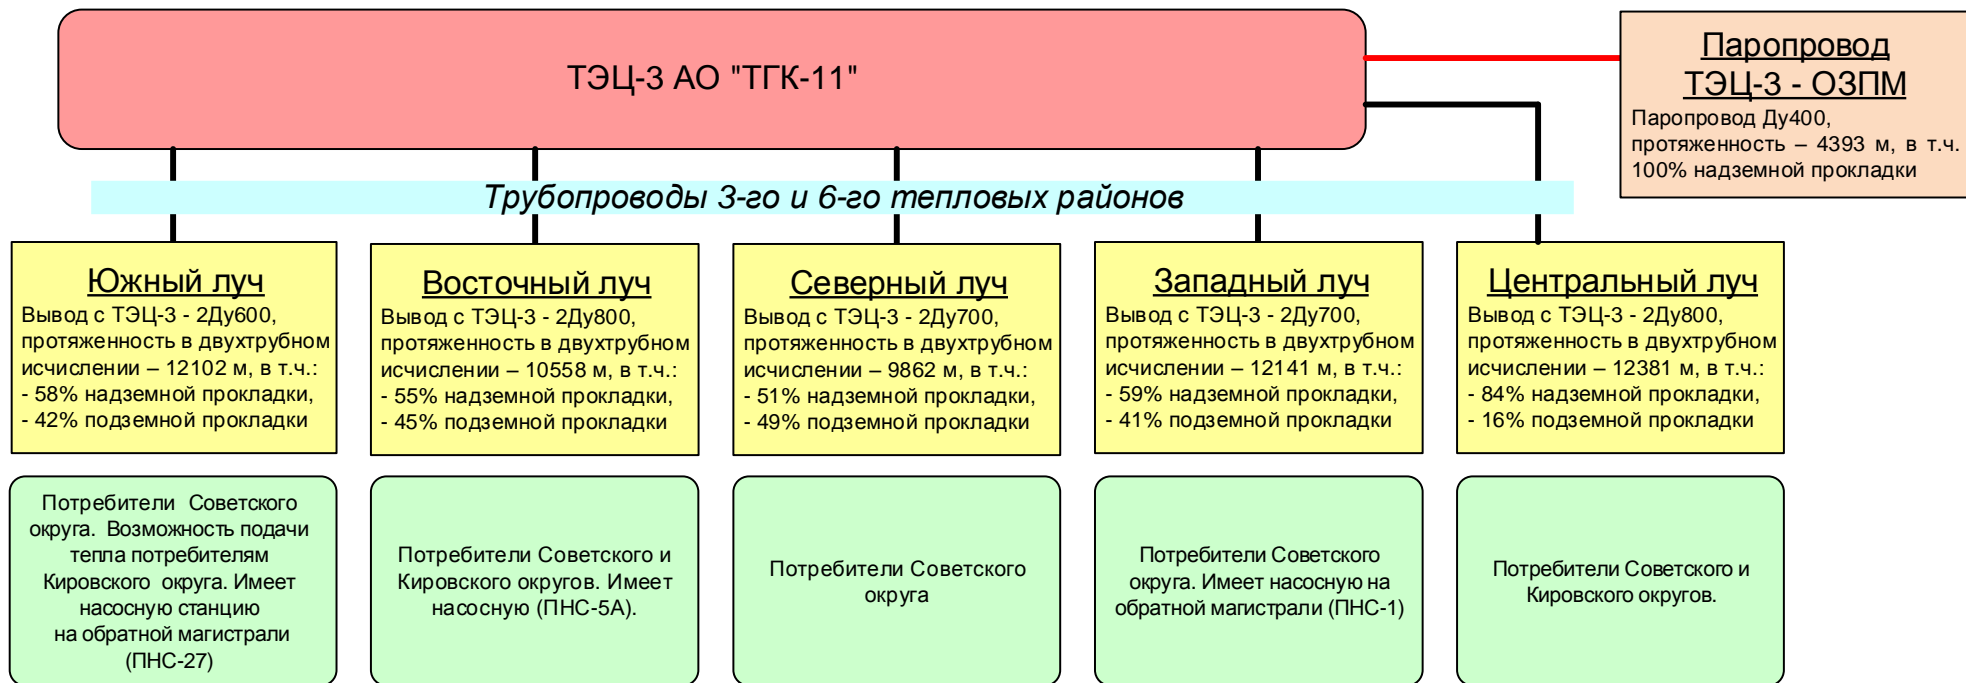 ТЭЦ-3 АО "ТГК-11"
Паропровод
ТЭЦ-3 - ОЗПМ
Паропровод Ду400,
протяженность – 4393 м, в т.ч.
100% надземной прокладки
Трубопроводы 3-го и 6-го тепловых районов
Южный луч
Вывод с ТЭЦ-3 - 2Ду600,
протяженность в двухтрубном
исчислении – 12102 м, в т.ч.:
- 58% надземной прокладки,
- 42% подземной прокладки
Восточный луч
Вывод с ТЭЦ-3 - 2Ду800,
протяженность в двухтрубном
исчислении – 10558 м, в т.ч.:
- 55% надземной прокладки,
- 45% подземной прокладки
Северный луч
Вывод с ТЭЦ-3 - 2Ду700,
протяженность в двухтрубном
исчислении – 9862 м, в т.ч.:
- 51% надземной прокладки,
- 49% подземной прокладки
Западный луч
Вывод с ТЭЦ-3 - 2Ду700,
протяженность в двухтрубном
исчислении – 12141 м, в т.ч.:
- 59% надземной прокладки,
- 41% подземной прокладки
Центральный луч
Вывод с ТЭЦ-3 - 2Ду800,
протяженность в двухтрубном
исчислении – 12381 м, в т.ч.:
- 84% надземной прокладки,
- 16% подземной прокладки
Потребители Советского
округа. Возможность подачи
тепла потребителям
Кировского округа. Имеет
насосную станцию
на обратной магистрали
(ПНС-27)
Потребители Советского и
Кировского округов. Имеет
насосную (ПНС-5А).
Потребители Советского
округа
Потребители Советского
округа. Имеет насосную на
обратной магистрали (ПНС-1)
Потребители Советского и
Кировского округов.